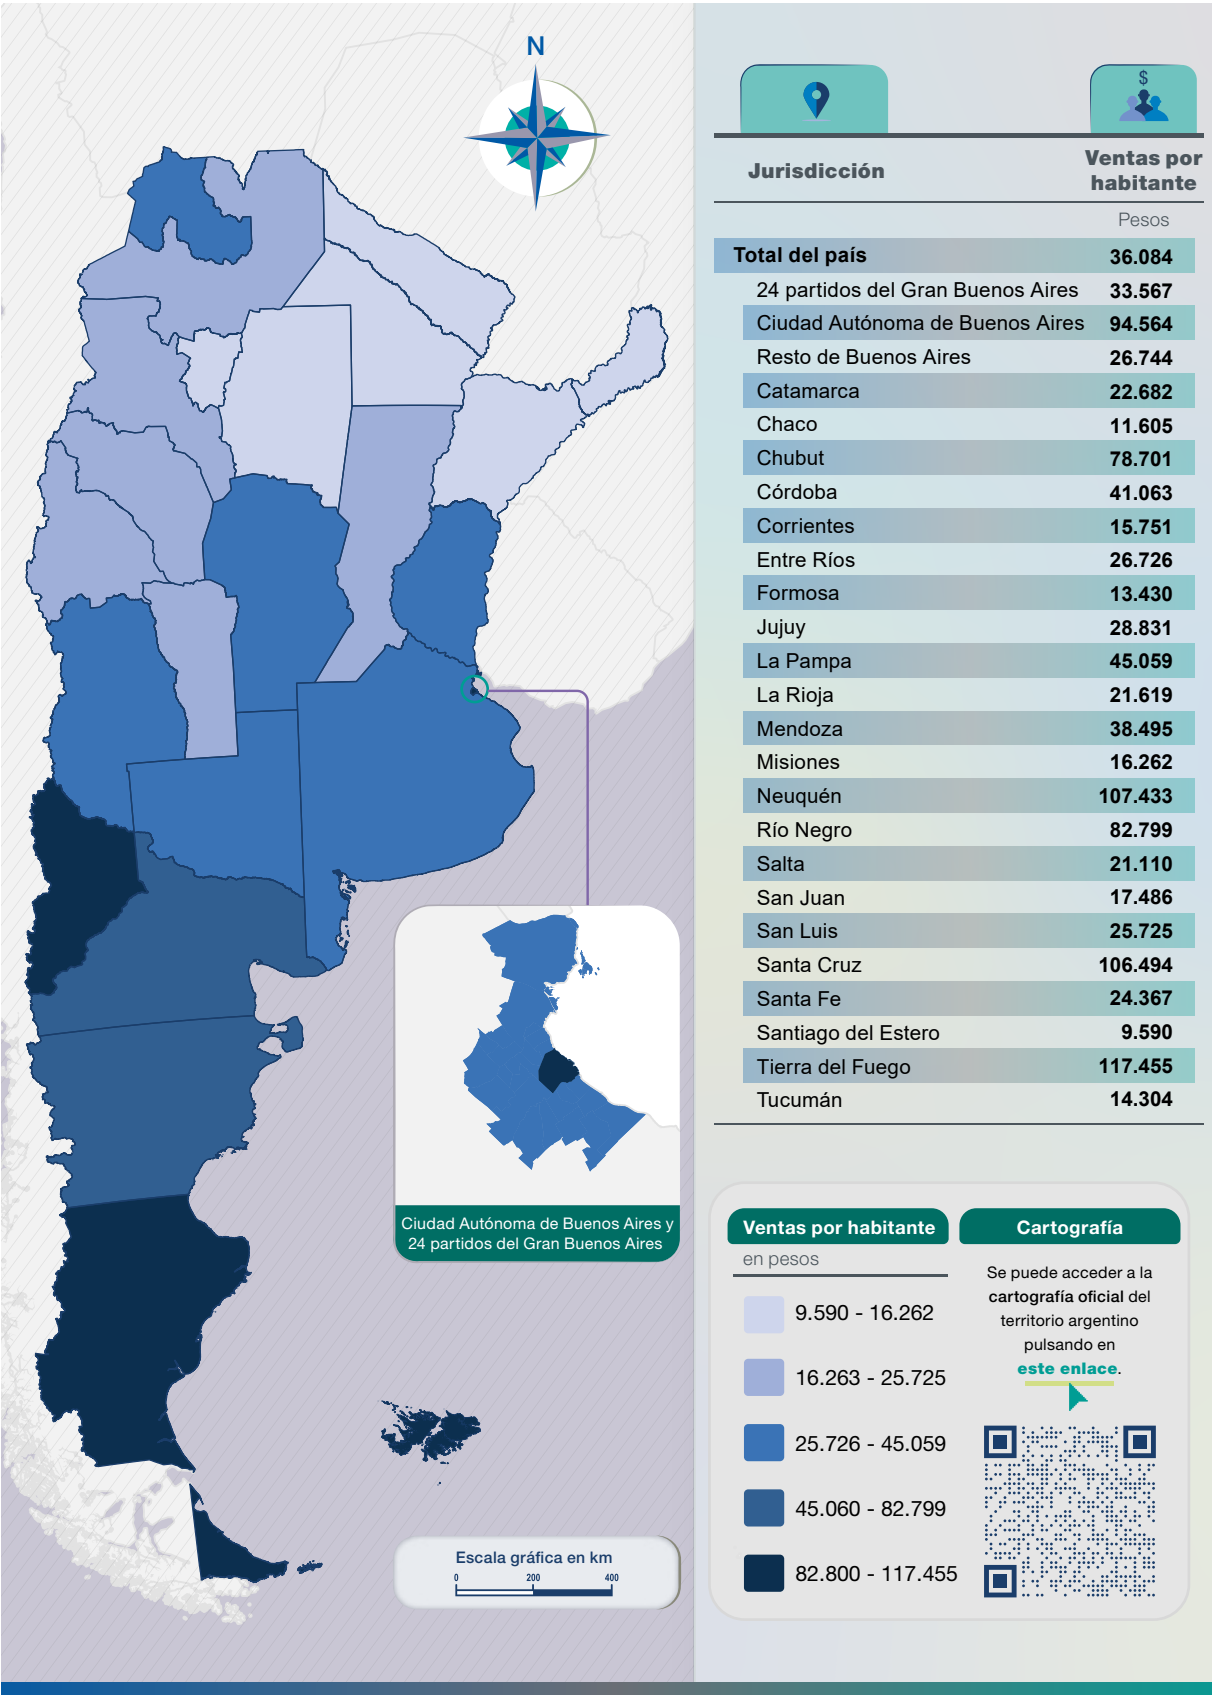 N
$
Jurisdicción
Ventas por
habitante
Pesos
Total del país 36.084
24 partidos del Gran Buenos Aires 33.567
Ciudad Autónoma de Buenos Aires 94.564
Resto de Buenos Aires 26.744
Catamarca 22.682
Chaco 11.605
Chubut 78.701
Córdoba 41.063
Corrientes 15.751
Entre Ríos 26.726
Formosa 13.430
Jujuy 28.831
La Pampa 45.059
La Rioja 21.619
Mendoza 38.495
Misiones 16.262
Neuquén 107.433
Río Negro 82.799
Salta 21.110
San Juan 17.486
San Luis 25.725
Santa Cruz 106.494
Santa Fe 24.367
Santiago del Estero 9.590
Tierra del Fuego 117.455
Tucumán 14.304
Ciudad Autónoma de Buenos Aires y
24 partidos del Gran Buenos Aires
Escala gráfica en km
0 200 400
Ventas por habitante
en pesos
9.590 - 16.262
16.263 - 25.725
25.726 - 45.059
45.060 - 82.799
82.800 - 117.455
Cartografía
Se puede acceder a la
cartografía oficial del
territorio argentino
pulsando en
este enlace.